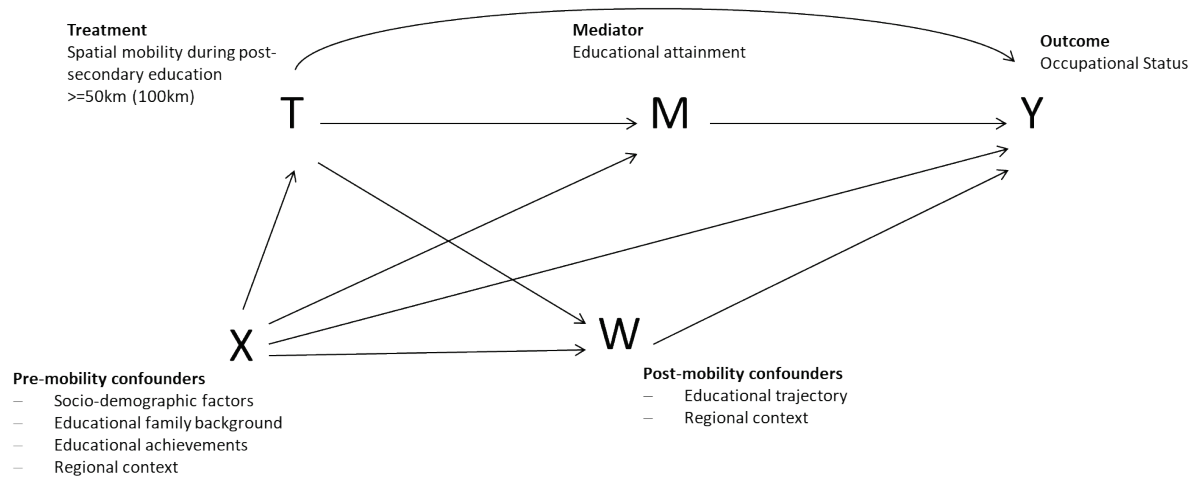 Treatment
Spatial mobility during post-
secondary education
>=50km (100km)
Mediator
Educational attainment
Outcome
Occupational Status
T
M
Y
X
W
Pre-mobility confounders
– Socio-demographic factors
– Educational family background
– Educational achievements
– Regional context
Post-mobility confounders
– Educational trajectory
– Regional context